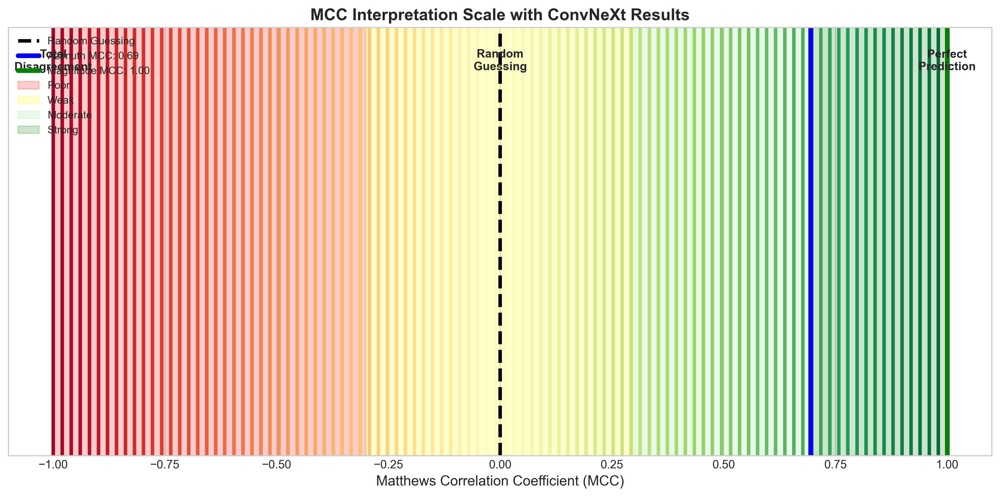 MCC Interpretation Scale with ConvNeXt Results
Random Guessing
Azimuth MCC: 0.69
Magnitude MCC: 1.00
Poor
Weak
Moderate
Strong
Total
Disagreement
Random
Guessing
Perfect
Prediction
−1.00
−0.75
−0.50
−0.25
0.00
0.25
0.50
0.75
1.00
Matthews Correlation Coefficient (MCC)